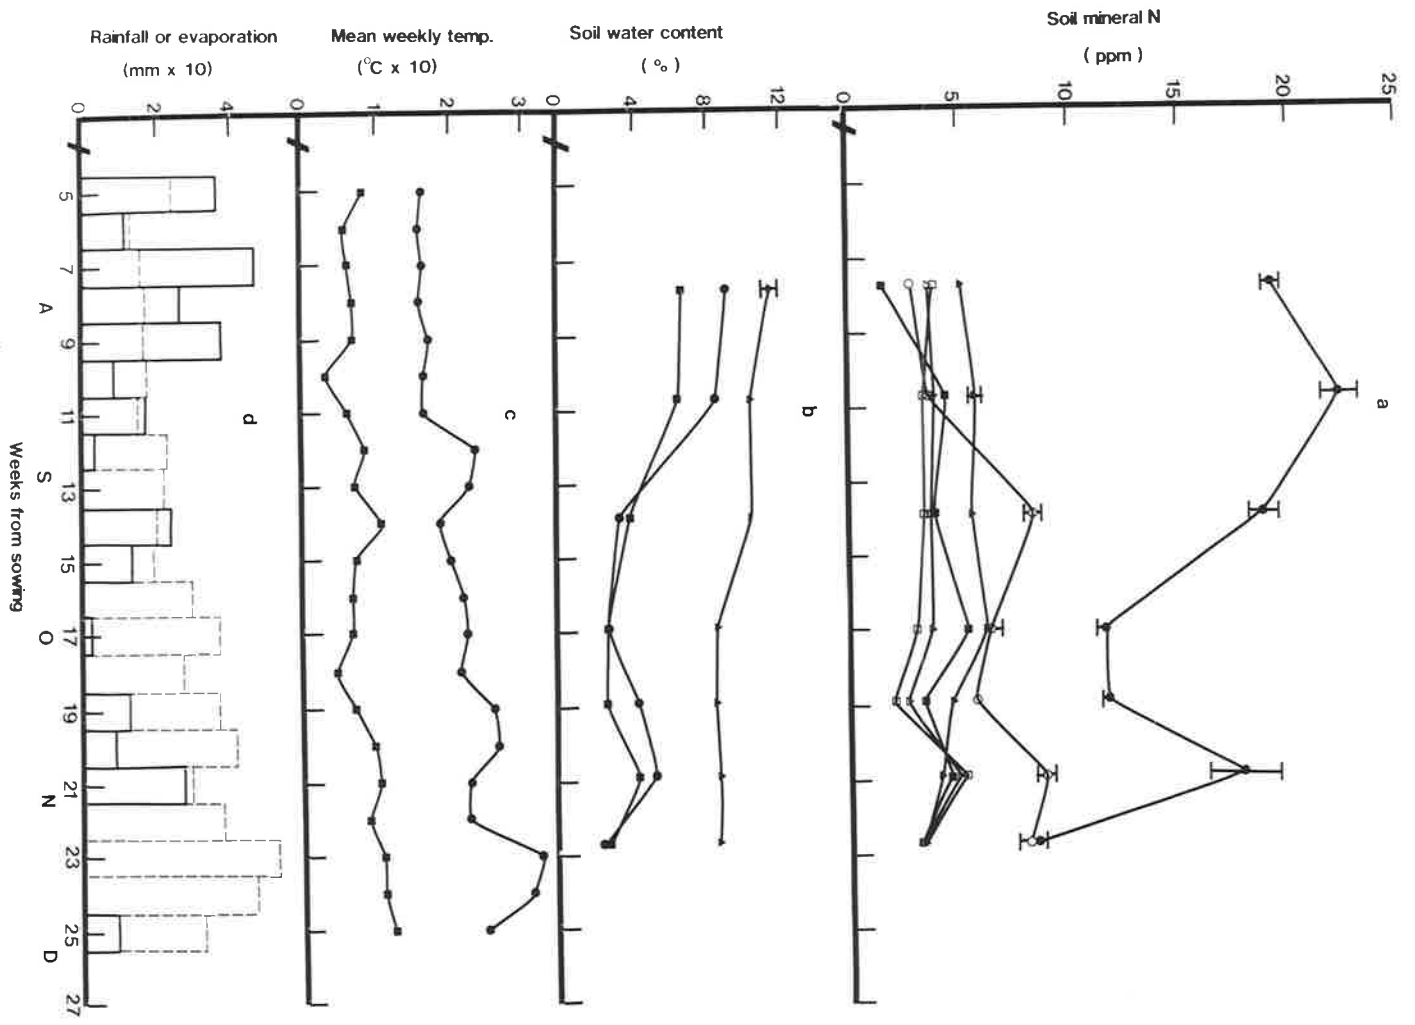 Rainfall or evaporation
(mm x 10)
Mean weekly temp.
(°C x 10)
Soil water content
( % )
Soil mineral N
( ppm )
0 2 4
0 1 2 3
0 4 8 12
0 5 10 15 20 25
a
b
c
d
5 7 9 11 13 15 17 19 21 23 25 27
A S O N D
Weeks from sowing